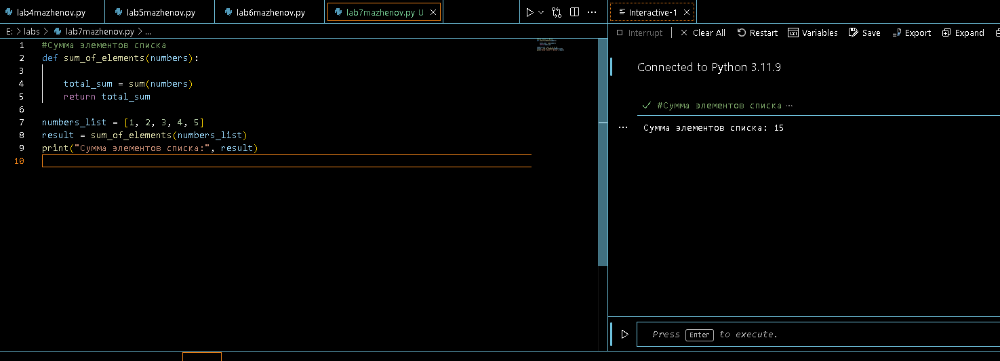 lab4mazhenov.py lab5mazhenov.py lab6mazhenov.py lab7mazhenov.py U
E: > labs > lab7mazhenov.py > ...
1 #Сумма элементов списка
2 def sum_of_elements(numbers):
3
4     total_sum = sum(numbers)
5     return total_sum
6
7 numbers_list = [1, 2, 3, 4, 5]
8 result = sum_of_elements(numbers_list)
9 print("Сумма элементов списка:", result)
10
Interactive-1
Interrupt Clear All Restart Variables Save Export Expand
Connected to Python 3.11.9
#Сумма элементов списка ...
Сумма элементов списка: 15
Press Enter to execute.